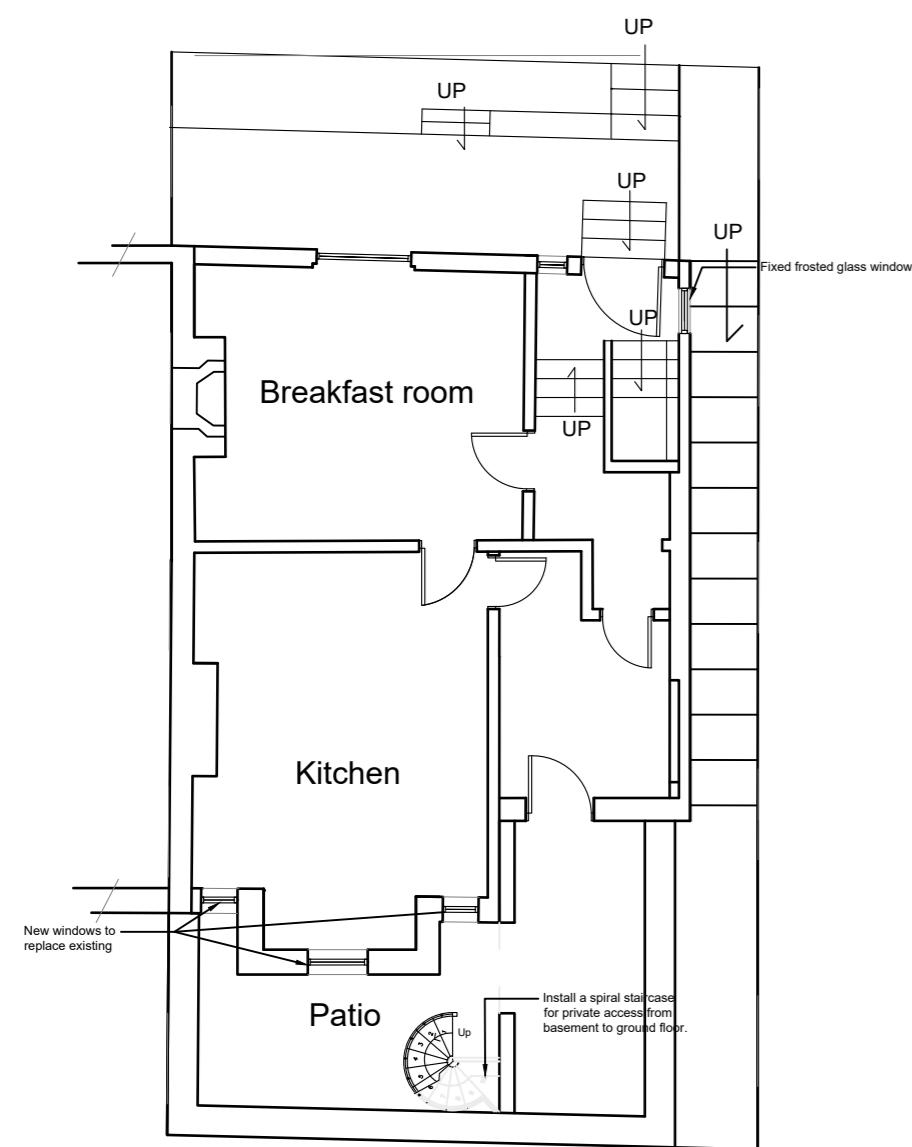 UP
UP
UP
UP
Fixed frosted glass window
UP
Breakfast room
UP
Kitchen
New windows to
replace existing
Install a spiral staircase
for private access from
basement to ground floor.
Patio
Up